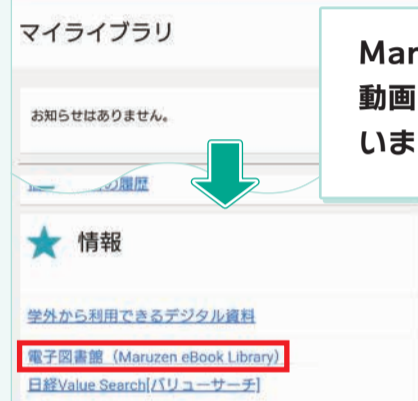 マイライブラリ
Mar
動画
いま
お知らせはありません。
の履歴
情報
学外から利用できるデジタル資料
電子図書館（Maruzen eBook Library）
日経Value Search[バリューサーチ]